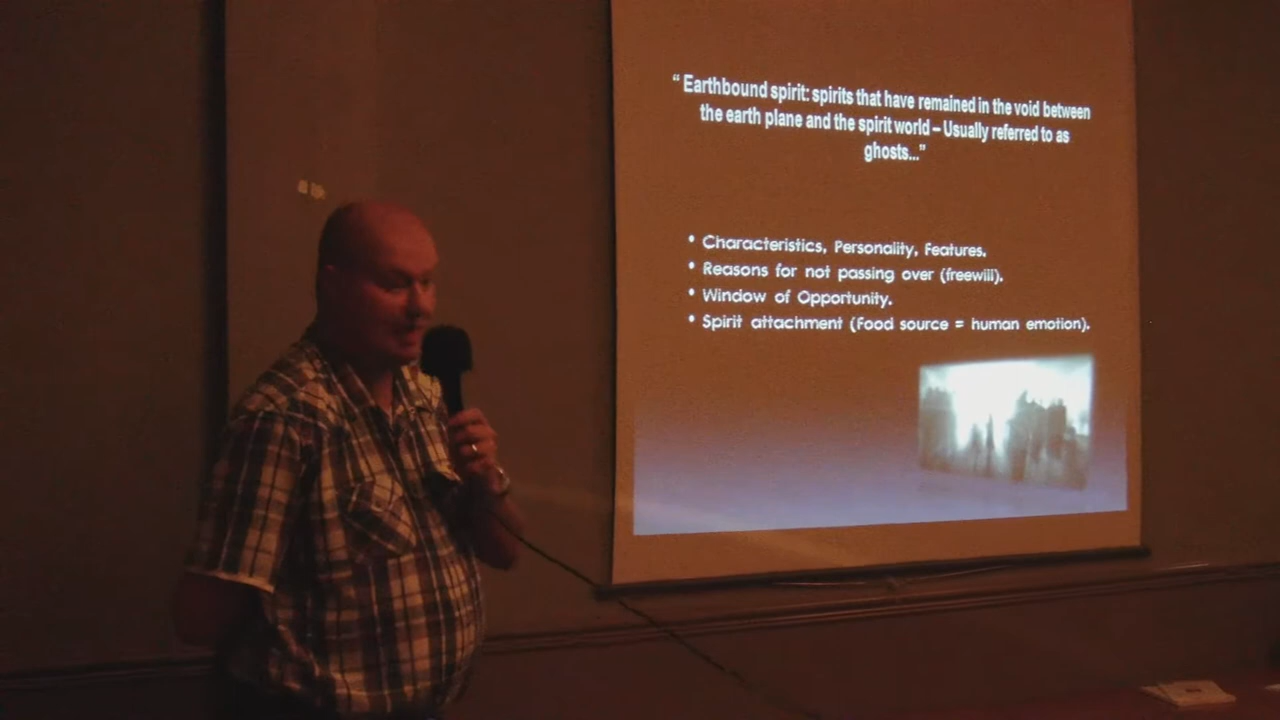 “ Earthbound spirit: spirits that have remained in the void between
the earth plane and the spirit world – Usually referred to as
ghosts...”
• Characteristics, Personality, Features.
• Reasons for not passing over (freewill).
• Window of Opportunity.
• Spirit attachment (Food source = human emotion).